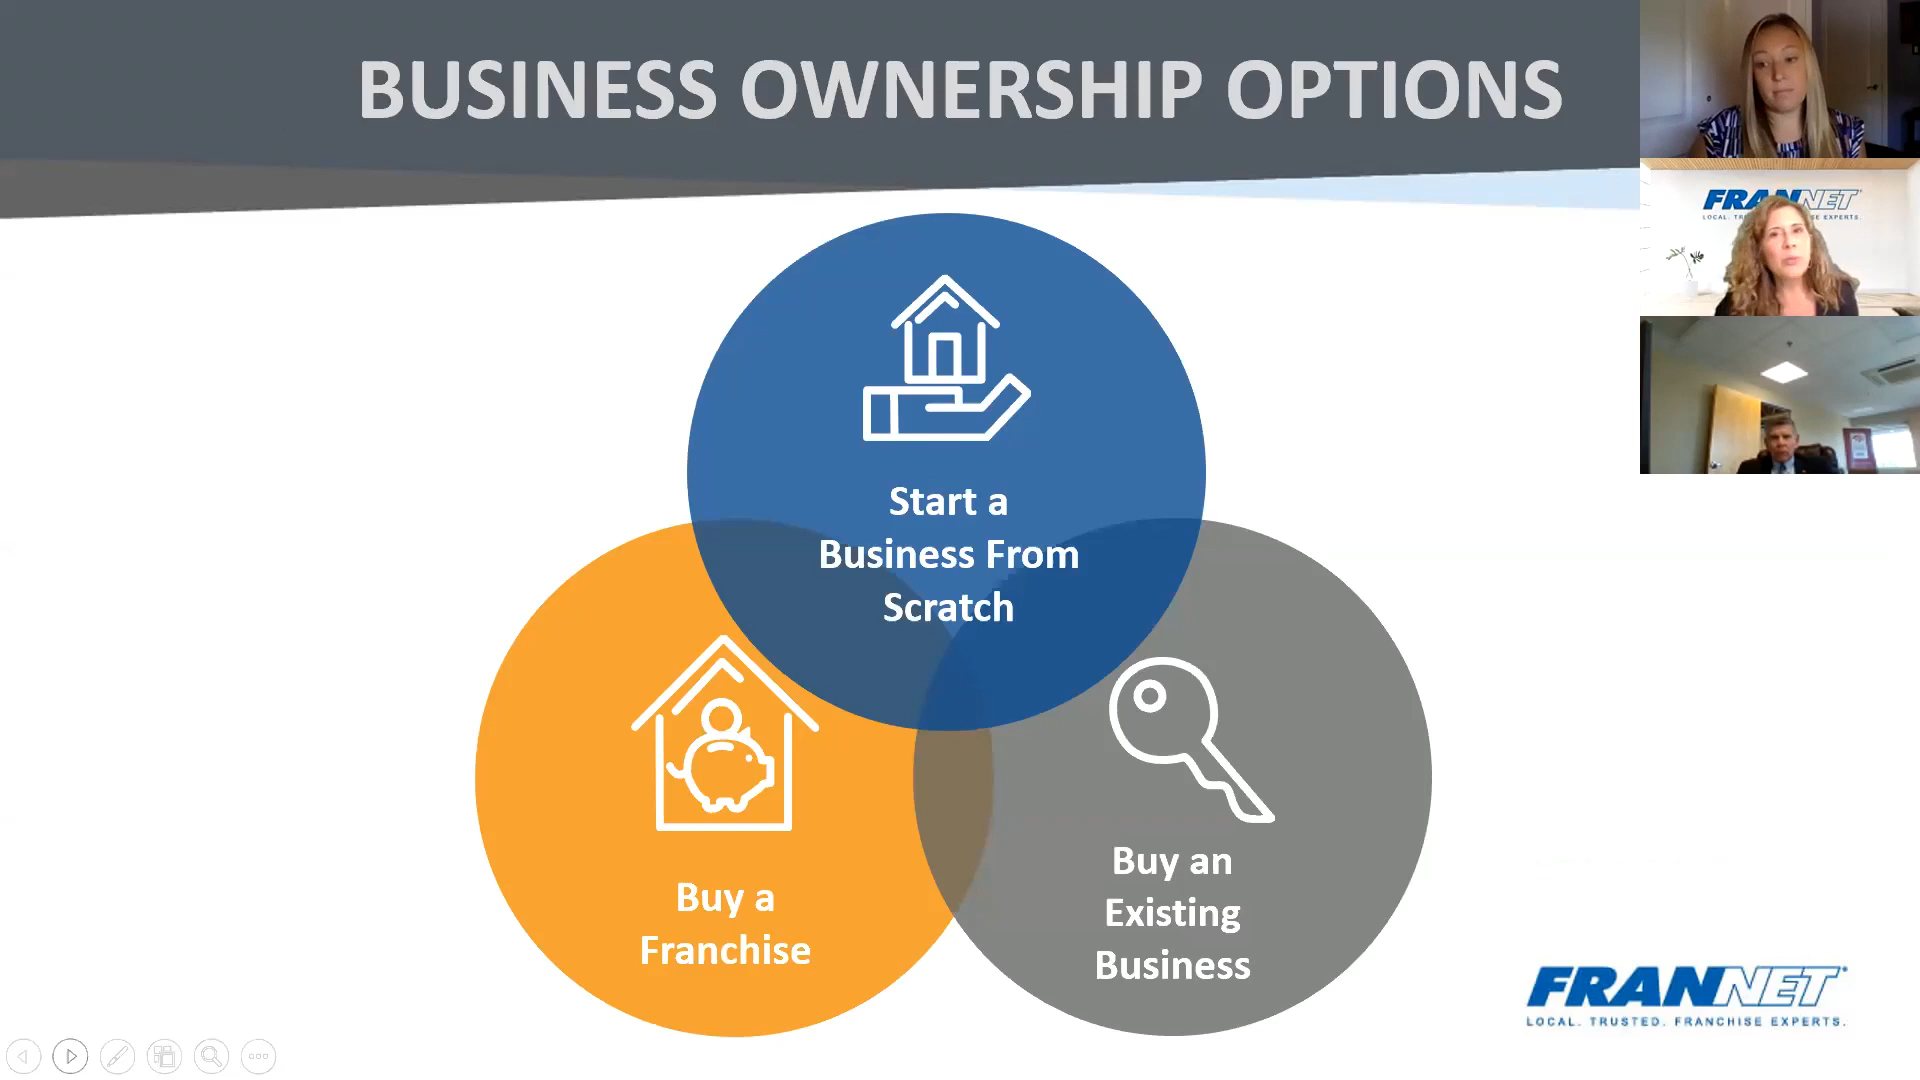 BUSINESS OWNERSHIP OPTIONS
Start a
Business From
Scratch
Buy a
Franchise
Buy an
Existing
Business
FRANNET
LOCAL. TRUSTED. FRANCHISE EXPERTS.